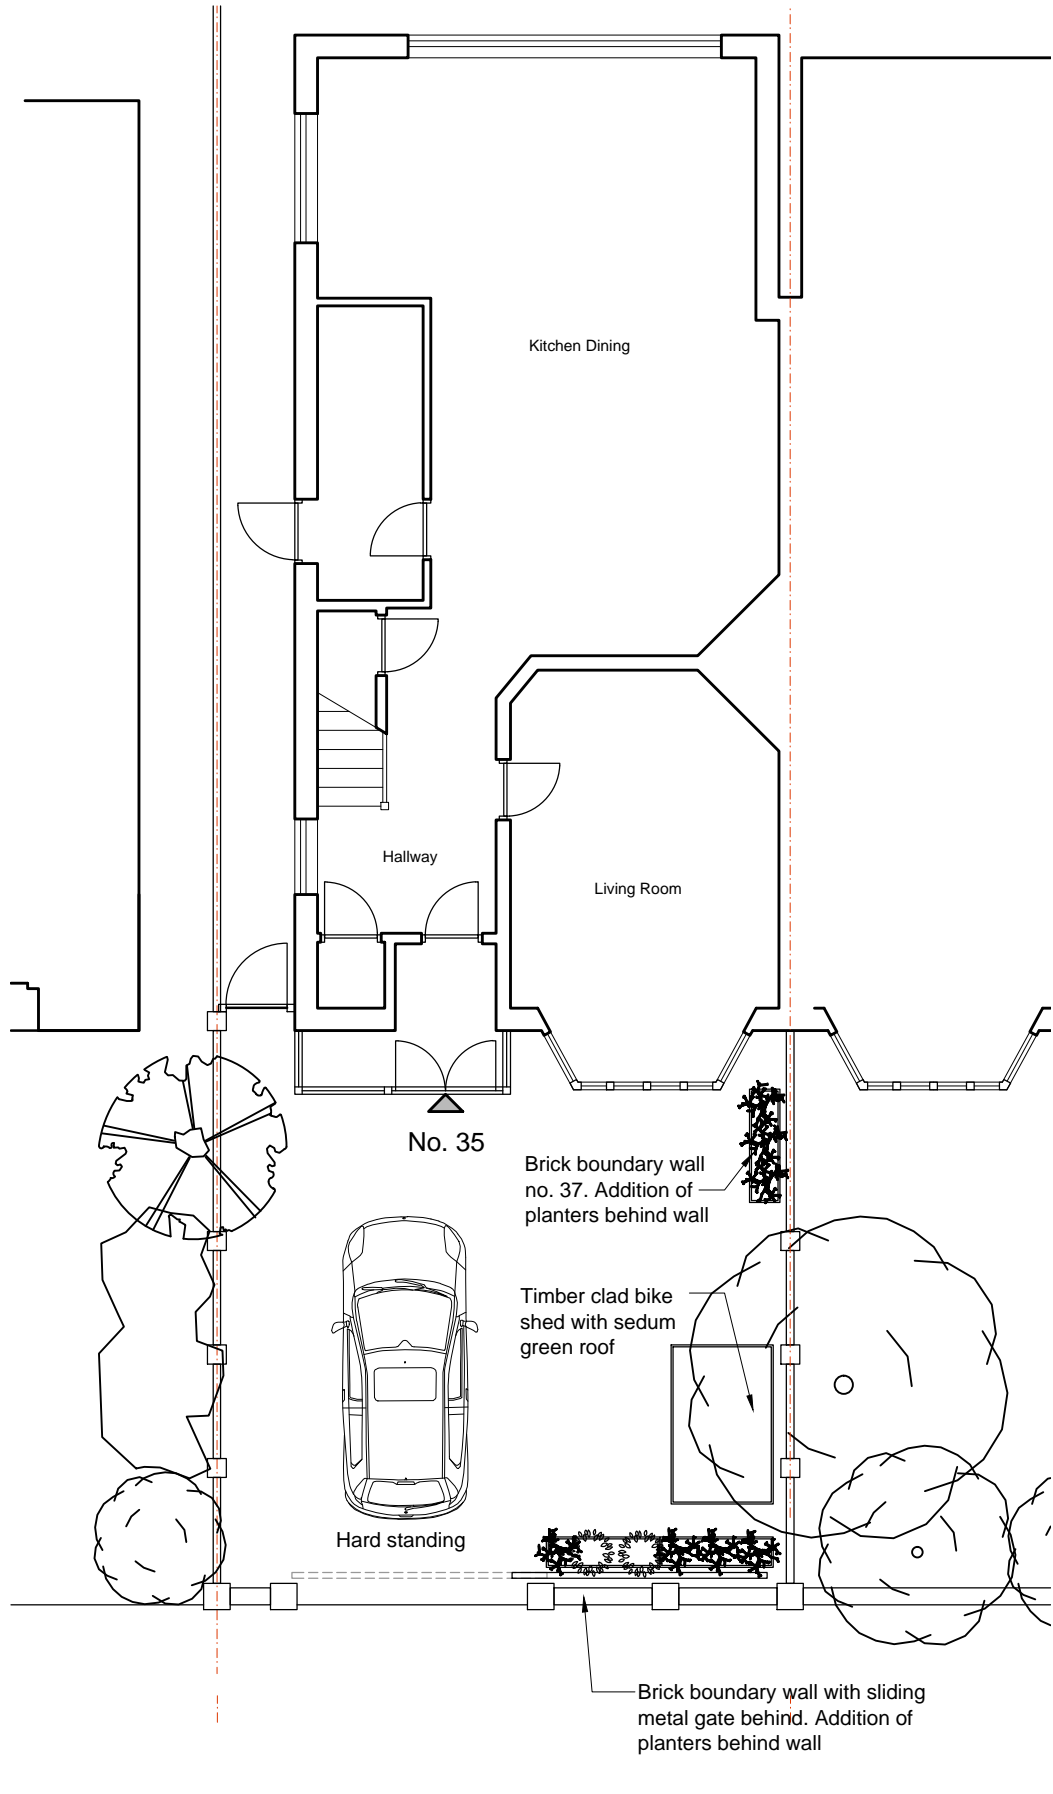 Kitchen Dining
Hallway
Living Room
No. 35
Brick boundary wall
no. 37. Addition of
planters behind wall
Timber clad bike
shed with sedum
green roof
Hard standing
Brick boundary wall with sliding
metal gate behind. Addition of
planters behind wall